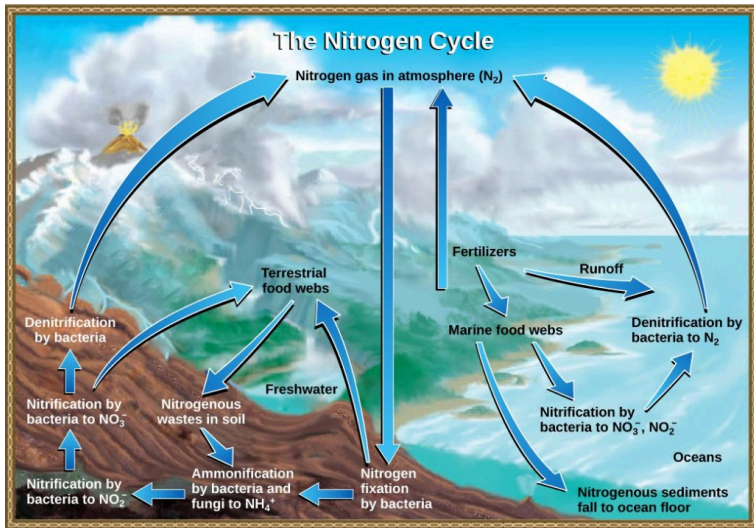 The Nitrogen Cycle
Nitrogen gas in atmosphere (N₂)
Fertilizers
Runoff
Terrestrial
food webs
Denitrification
by bacteria
Marine food webs
Denitrification by
bacteria to N₂
Freshwater
Nitrification by
bacteria to NO₃⁻
Nitrogenous
wastes in soil
Nitrification by
bacteria to NO₃⁻, NO₂⁻
Oceans
Nitrification by
bacteria to NO₂⁻
Ammonification
by bacteria and
fungi to NH₄⁺
Nitrogen
fixation
by bacteria
Nitrogenous sediments
fall to ocean floor